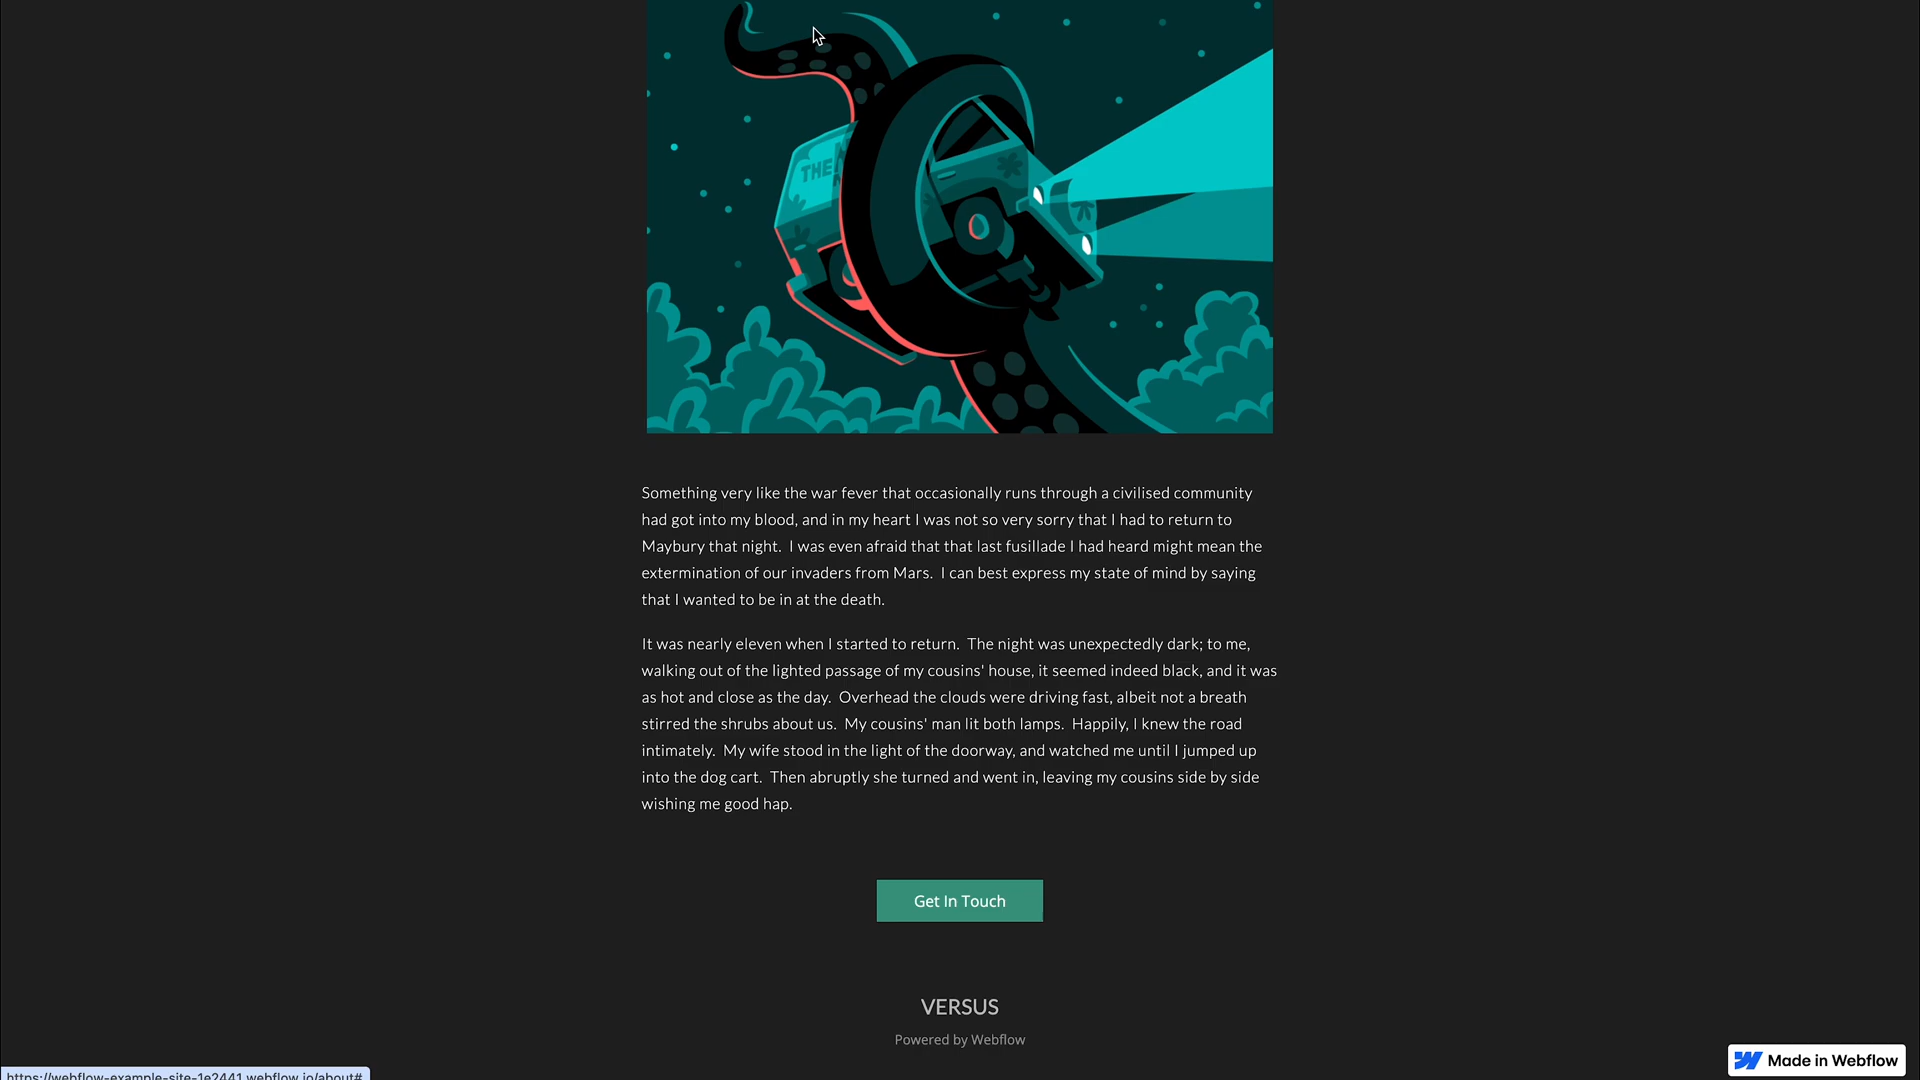 THE
Something very like the war fever that occasionally runs through a civilised community
had got into my blood, and in my heart I was not so very sorry that I had to return to
Maybury that night.  I was even afraid that that last fusillade I had heard might mean the
extermination of our invaders from Mars.  I can best express my state of mind by saying
that I wanted to be in at the death.
It was nearly eleven when I started to return.  The night was unexpectedly dark; to me,
walking out of the lighted passage of my cousins' house, it seemed indeed black, and it was
as hot and close as the day.  Overhead the clouds were driving fast, albeit not a breath
stirred the shrubs about us.  My cousins' man lit both lamps.  Happily, I knew the road
intimately.  My wife stood in the light of the doorway, and watched me until I jumped up
into the dog cart.  Then abruptly she turned and went in, leaving my cousins side by side
wishing me good hap.
Get In Touch
VERSUS
Powered by Webflow
Made in Webflow
https://webflow-example-site-1e2441.webflow.io/about#